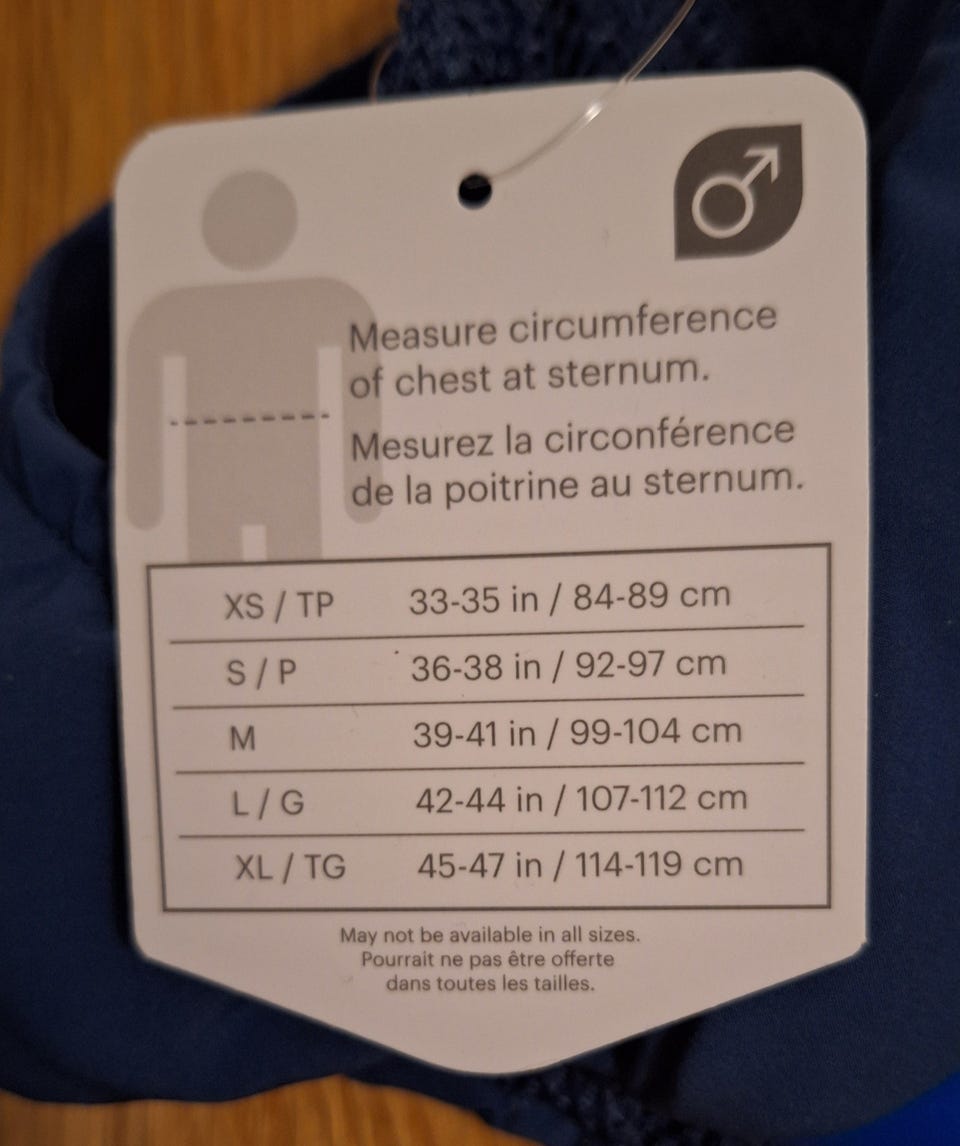 Measure circumference
of chest at sternum.
Mesurez la circonférence
de la poitrine au sternum.
XS / TP 33-35 in / 84-89 cm
S / P 36-38 in / 92-97 cm
M 39-41 in / 99-104 cm
L / G 42-44 in / 107-112 cm
XL / TG 45-47 in / 114-119 cm
May not be available in all sizes.
Pourrait ne pas être offerte
dans toutes les tailles.